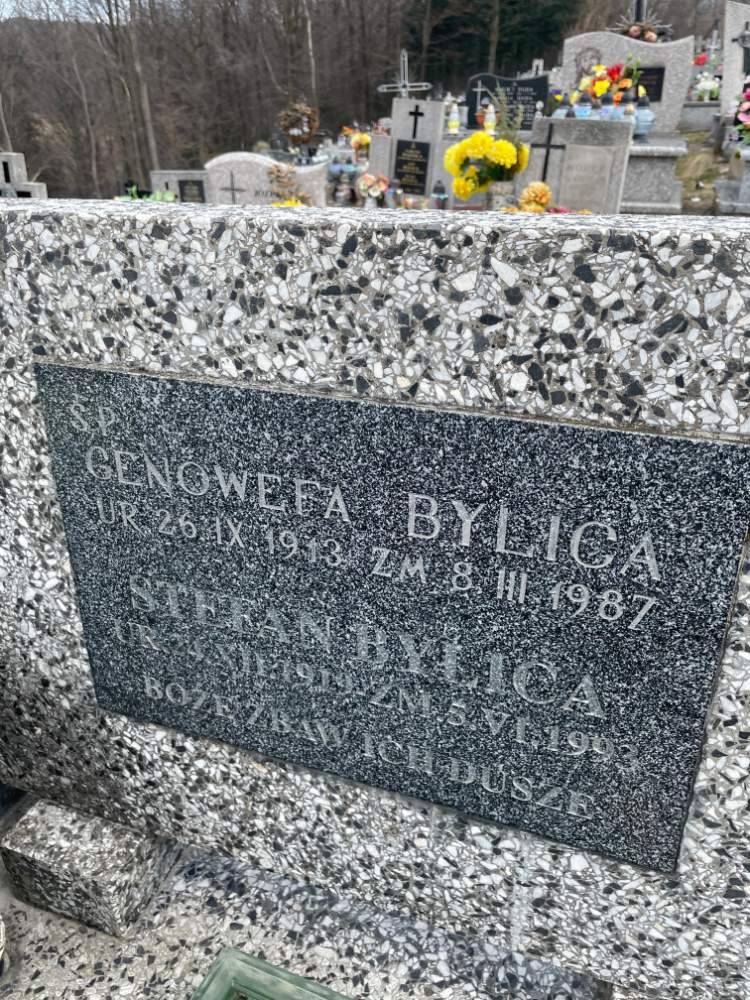 Ś.P.
GENOWEFA BYLICA
UR. 26. IX. 1913. ZM. 8. III. 1987
STEFAN BYLICA
ZM. 5. VI. 1993
BOŻE ZBAW ICH DUSZE